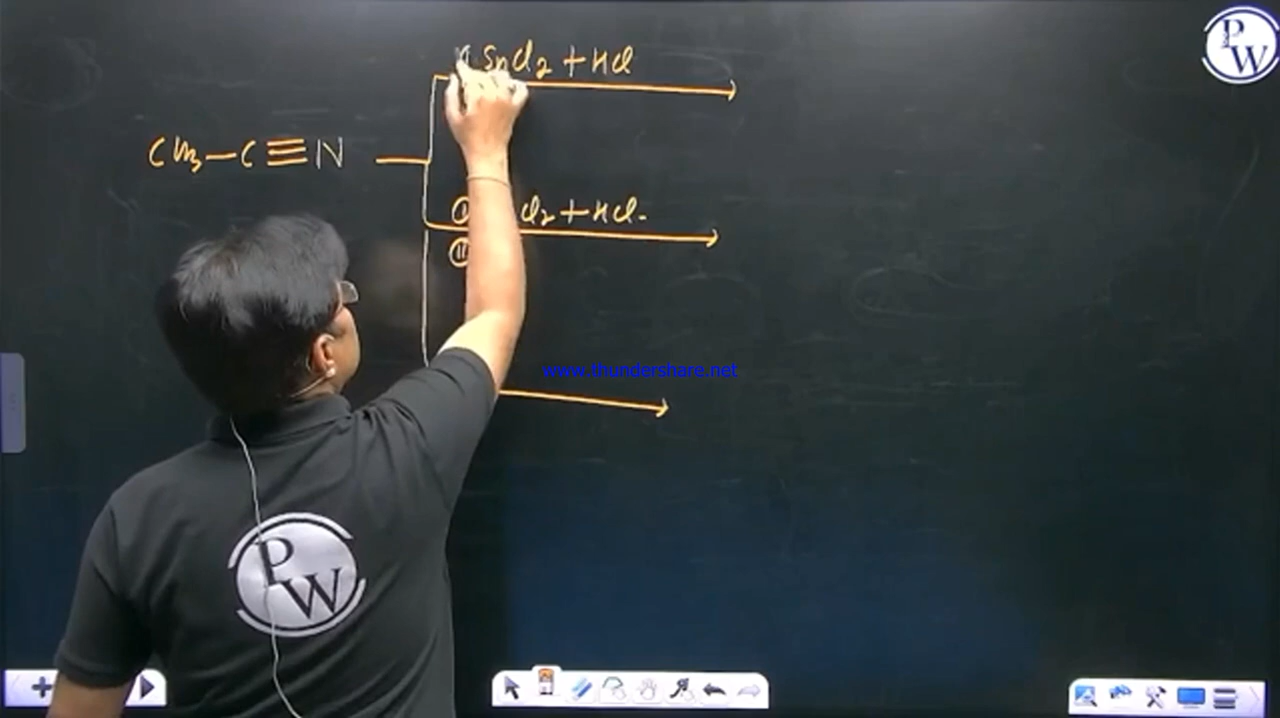 SnCl2 + HCl
PW
CH3-C≡N
Cl2 + HCl.
www.thundershare.net
PW